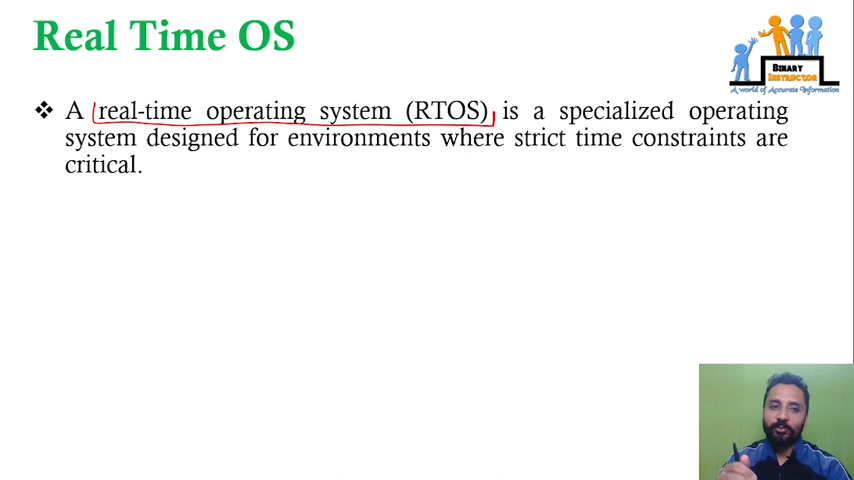 Real Time OS
BINARY
INSTRUCTOR
A world of Accurate Information
❖ A real-time operating system (RTOS) is a specialized operating
system designed for environments where strict time constraints are
critical.